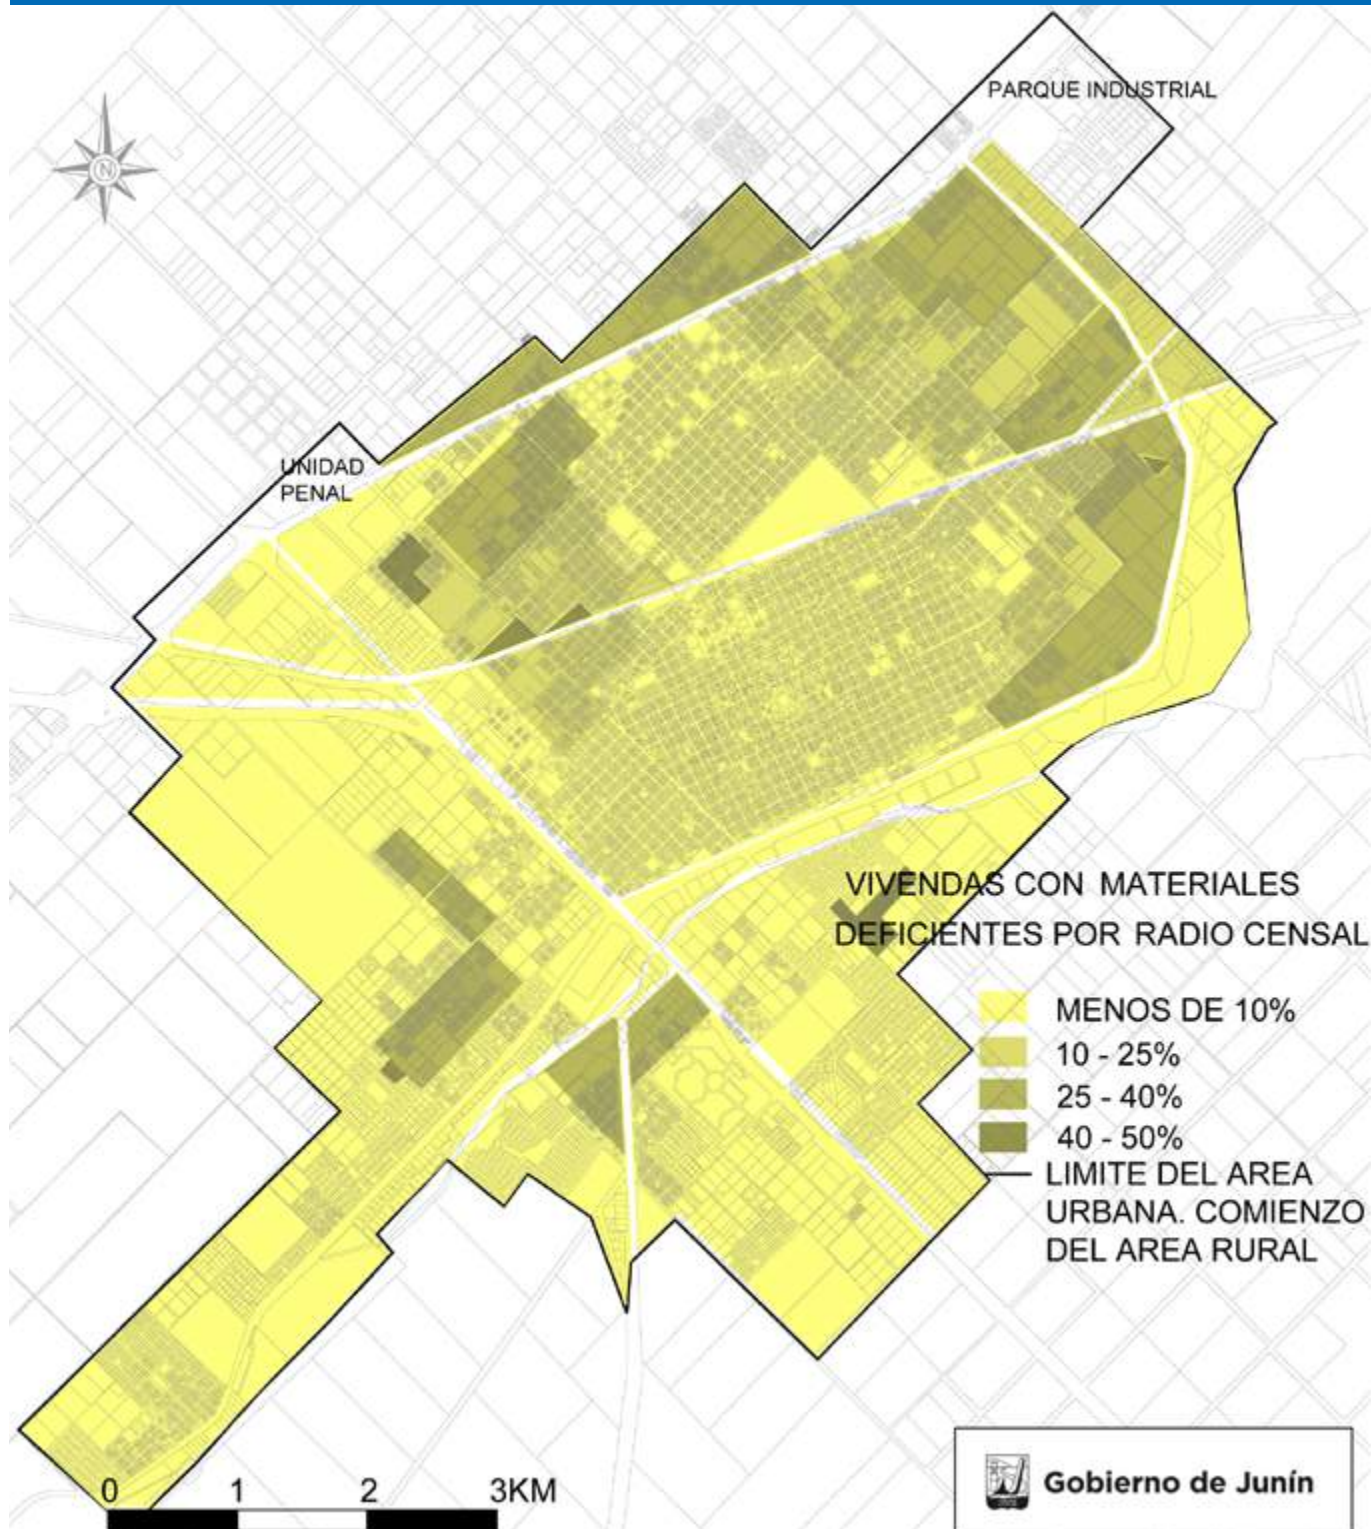 PARQUE INDUSTRIAL
N
UNIDAD
PENAL
VIVENDAS CON MATERIALES
DEFICIENTES POR RADIO CENSAL
MENOS DE 10%
10 - 25%
25 - 40%
40 - 50%
LIMITE DEL AREA
URBANA. COMIENZO
DEL AREA RURAL
0 1 2 3KM
Gobierno de Junín